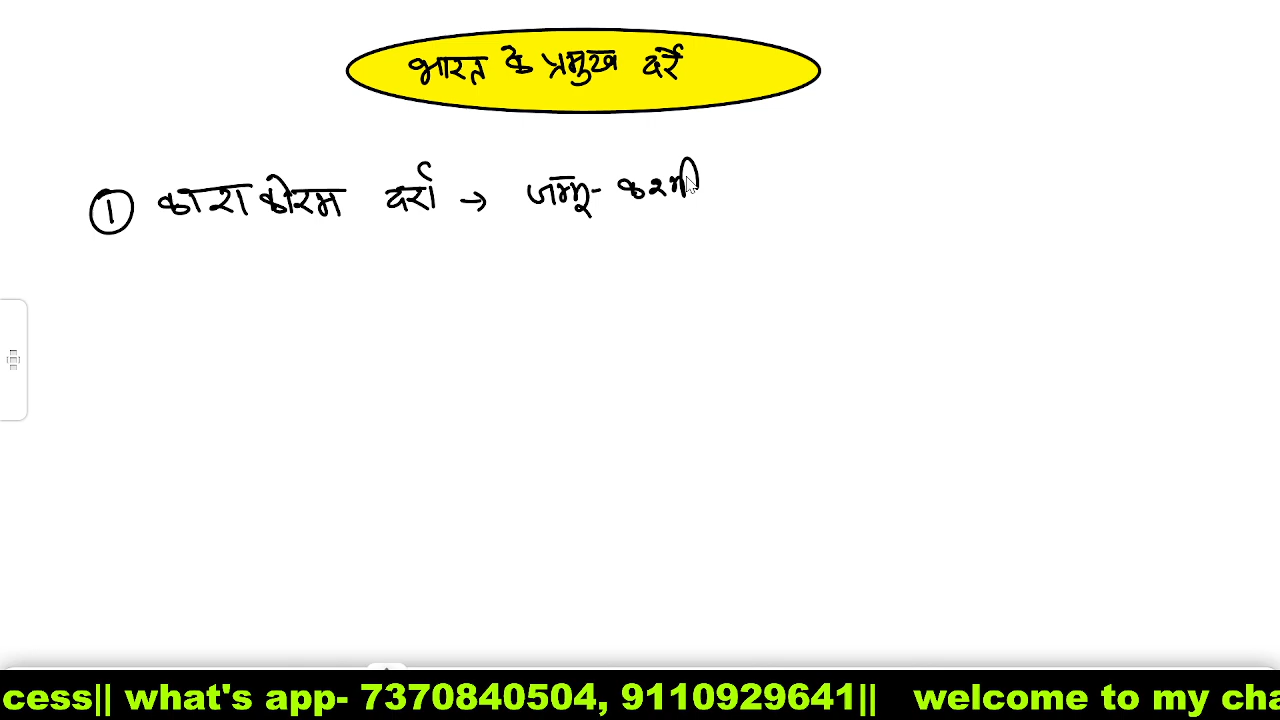 भारत के प्रमुख दर्रे
① काराकोरम दर्रा → जम्मू- कश्मी
cess|| what's app- 7370840504, 9110929641|| welcome to my cha